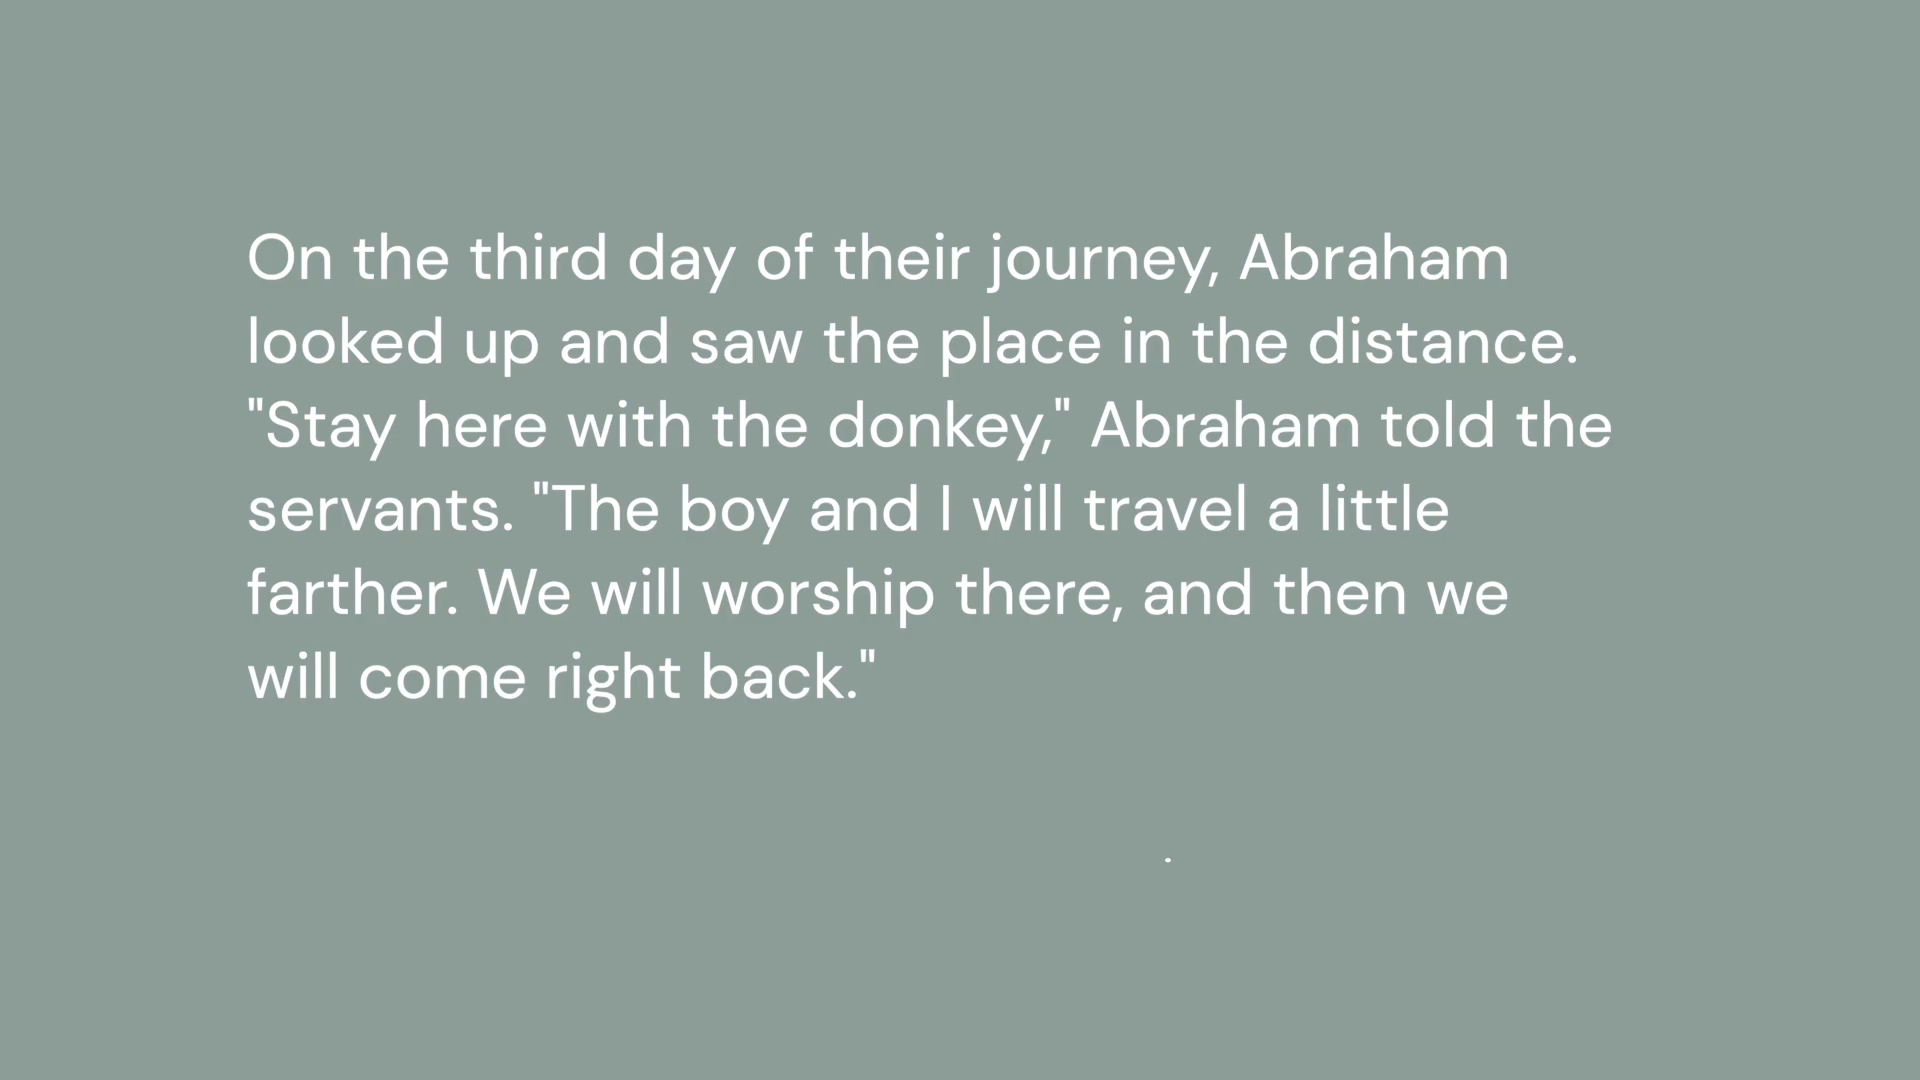 On the third day of their journey, Abraham
looked up and saw the place in the distance.
"Stay here with the donkey," Abraham told the
servants. "The boy and I will travel a little
farther. We will worship there, and then we
will come right back."
.